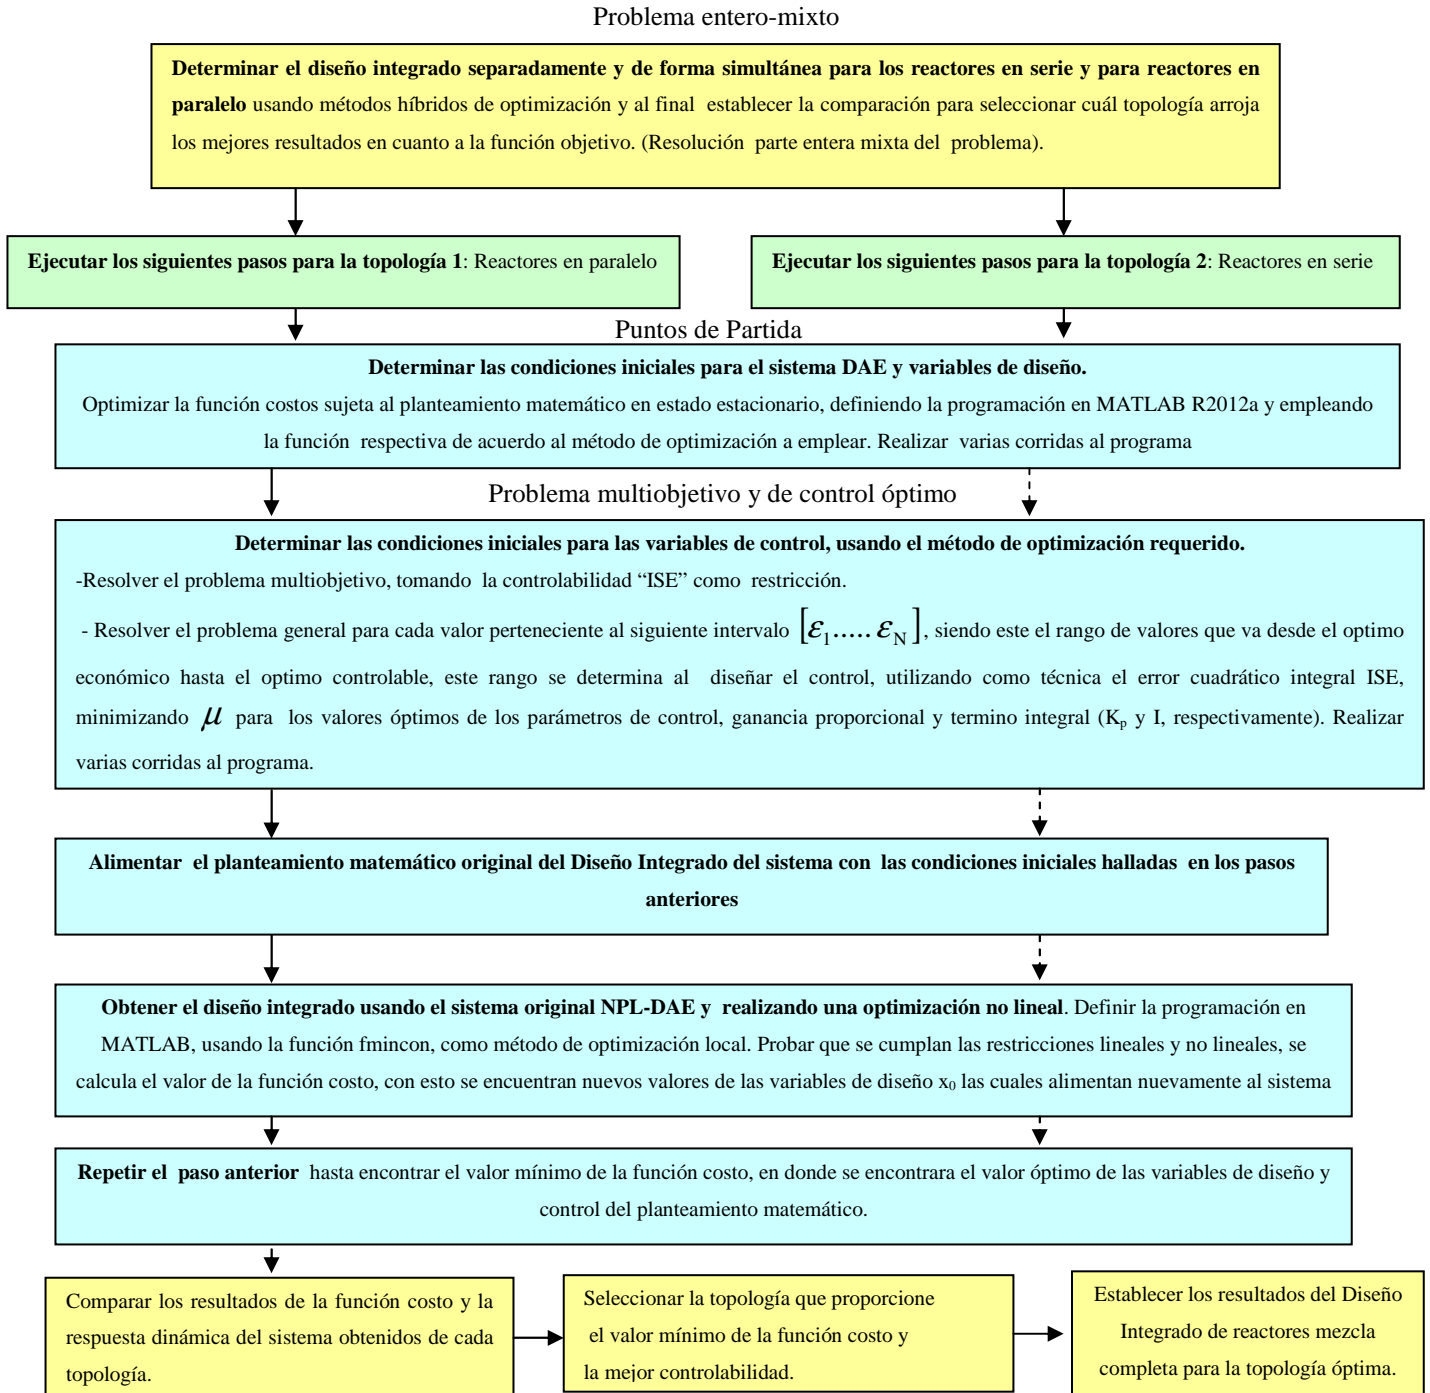 Problema entero-mixto
Determinar el diseño integrado separadamente y de forma simultánea para los reactores en serie y para reactores en
paralelo usando métodos híbridos de optimización y al final establecer la comparación para seleccionar cuál topología arroja
los mejores resultados en cuanto a la función objetivo. (Resolución parte entera mixta del problema).
Ejecutar los siguientes pasos para la topología 1: Reactores en paralelo
Ejecutar los siguientes pasos para la topología 2: Reactores en serie
Puntos de Partida
Determinar las condiciones iniciales para el sistema DAE y variables de diseño.
Optimizar la función costos sujeta al planteamiento matemático en estado estacionario, definiendo la programación en MATLAB R2012a y empleando
la función respectiva de acuerdo al método de optimización a emplear. Realizar varias corridas al programa
Problema multiobjetivo y de control óptimo
Determinar las condiciones iniciales para las variables de control, usando el método de optimización requerido.
-Resolver el problema multiobjetivo, tomando la controlabilidad “ISE” como restricción.
- Resolver el problema general para cada valor perteneciente al siguiente intervalo [ε₁.....ε_N], siendo este el rango de valores que va desde el optimo
económico hasta el optimo controlable, este rango se determina al diseñar el control, utilizando como técnica el error cuadrático integral ISE,
minimizando μ para los valores óptimos de los parámetros de control, ganancia proporcional y termino integral (Kₚ y I, respectivamente). Realizar
varias corridas al programa.
Alimentar el planteamiento matemático original del Diseño Integrado del sistema con las condiciones iniciales halladas en los pasos
anteriores
Obtener el diseño integrado usando el sistema original NPL-DAE y realizando una optimización no lineal. Definir la programación en
MATLAB, usando la función fmincon, como método de optimización local. Probar que se cumplan las restricciones lineales y no lineales, se
calcula el valor de la función costo, con esto se encuentran nuevos valores de las variables de diseño x₀ las cuales alimentan nuevamente al sistema
Repetir el paso anterior hasta encontrar el valor mínimo de la función costo, en donde se encontrara el valor óptimo de las variables de diseño y
control del planteamiento matemático.
Comparar los resultados de la función costo y la
respuesta dinámica del sistema obtenidos de cada
topología.
Seleccionar la topología que proporcione
el valor mínimo de la función costo y
la mejor controlabilidad.
Establecer los resultados del Diseño
Integrado de reactores mezcla
completa para la topología óptima.